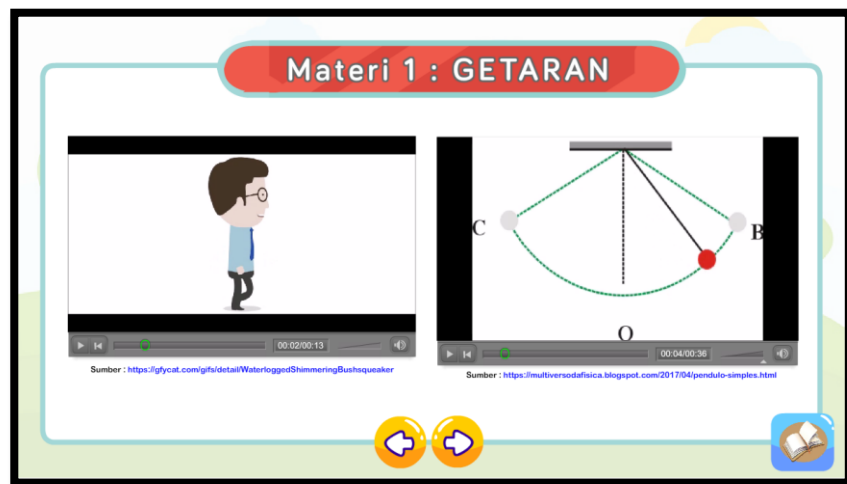 Materi 1 : GETARAN
00:02/00:13
Sumber : https://gfycat.com/gifs/detail/WaterloggedShimmeringBushsqueaker
C
B
O
00:04/00:36
Sumber : https://multiversodafisica.blogspot.com/2017/04/pendulo-simples.html